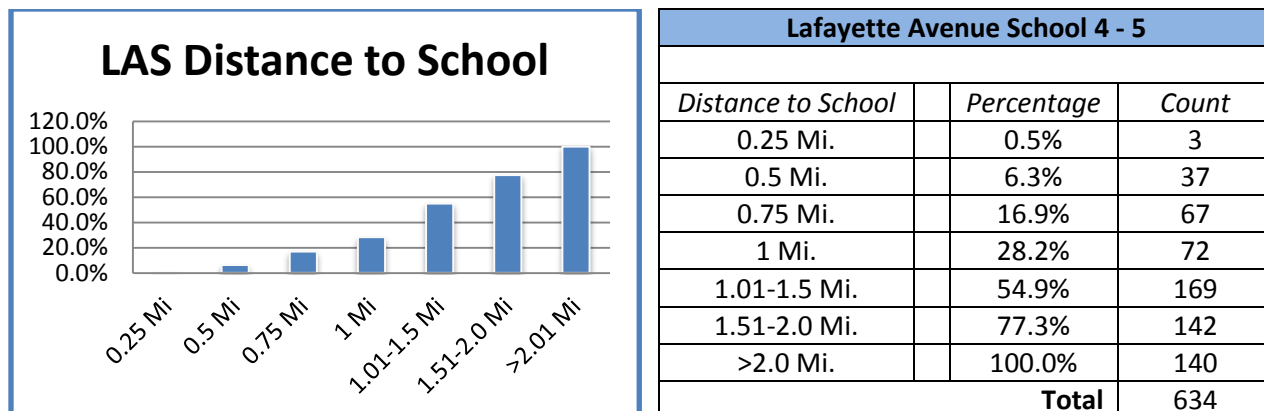 LAS Distance to School
120.0%
100.0%
80.0%
60.0%
40.0%
20.0%
0.0%
0.25 Mi
0.5 Mi
0.75 Mi
1 Mi
1.01-1.5 Mi
1.51-2.0 Mi
>2.01 Mi
Lafayette Avenue School 4 - 5
Distance to School Percentage Count
0.25 Mi. 0.5% 3
0.5 Mi. 6.3% 37
0.75 Mi. 16.9% 67
1 Mi. 28.2% 72
1.01-1.5 Mi. 54.9% 169
1.51-2.0 Mi. 77.3% 142
>2.0 Mi. 100.0% 140
Total 634